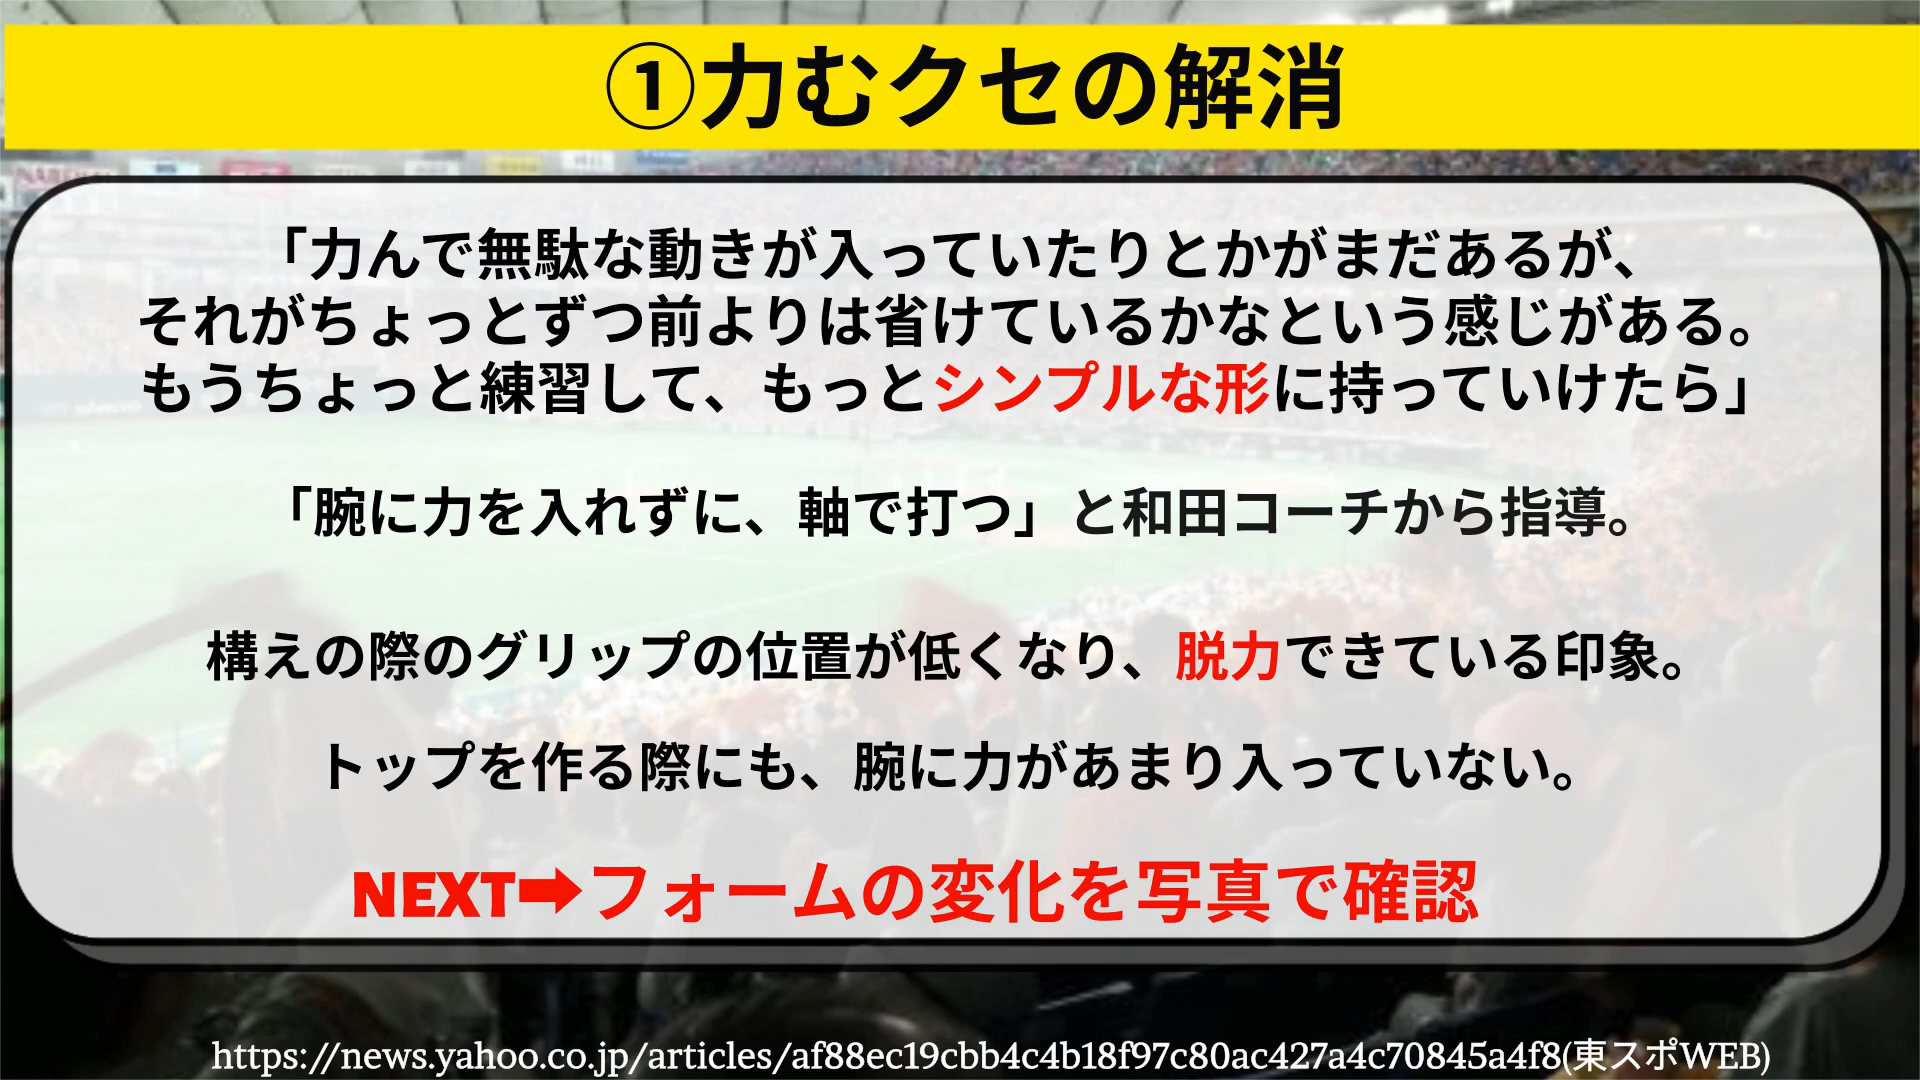 ①力むクセの解消
「力んで無駄な動きが入っていたりとかがまだあるが、
それがちょっとずつ前よりは省けているかなという感じがある。
もうちょっと練習して、もっとシンプルな形に持っていけたら」
「腕に力を入れずに、軸で打つ」と和田コーチから指導。
構えの際のグリップの位置が低くなり、脱力できている印象。
トップを作る際にも、腕に力があまり入っていない。
NEXT➡フォームの変化を写真で確認
https://news.yahoo.co.jp/articles/af88ec19cbb4c4b18f97c80ac427a4c70845a4f8(東スポWEB)